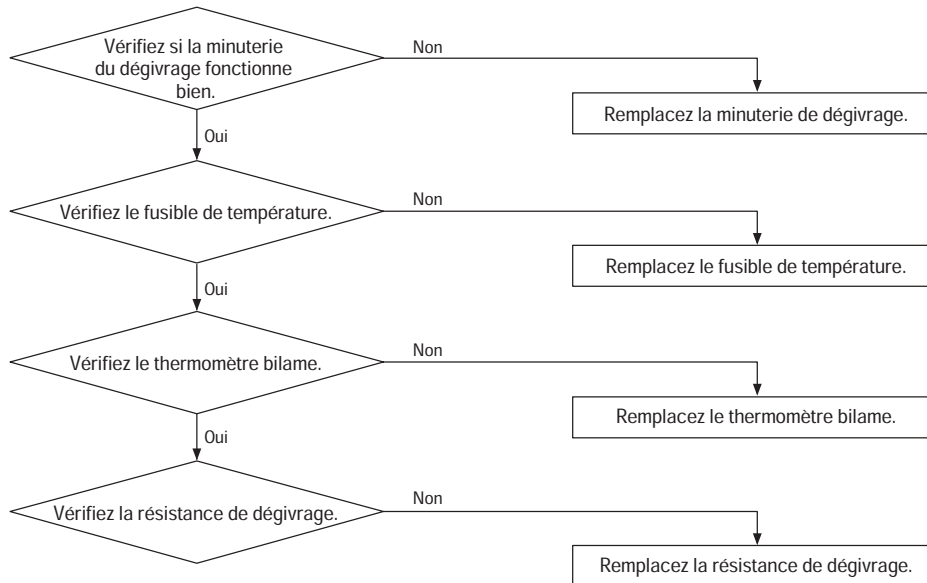 Vérifiez si la minuterie
du dégivrage fonctionne
bien.
Non
Remplacez la minuterie de dégivrage.
Oui
Vérifiez le fusible de température.
Non
Remplacez le fusible de température.
Oui
Vérifiez le thermomètre bilame.
Non
Remplacez le thermomètre bilame.
Oui
Vérifiez la résistance de dégivrage.
Non
Remplacez la résistance de dégivrage.